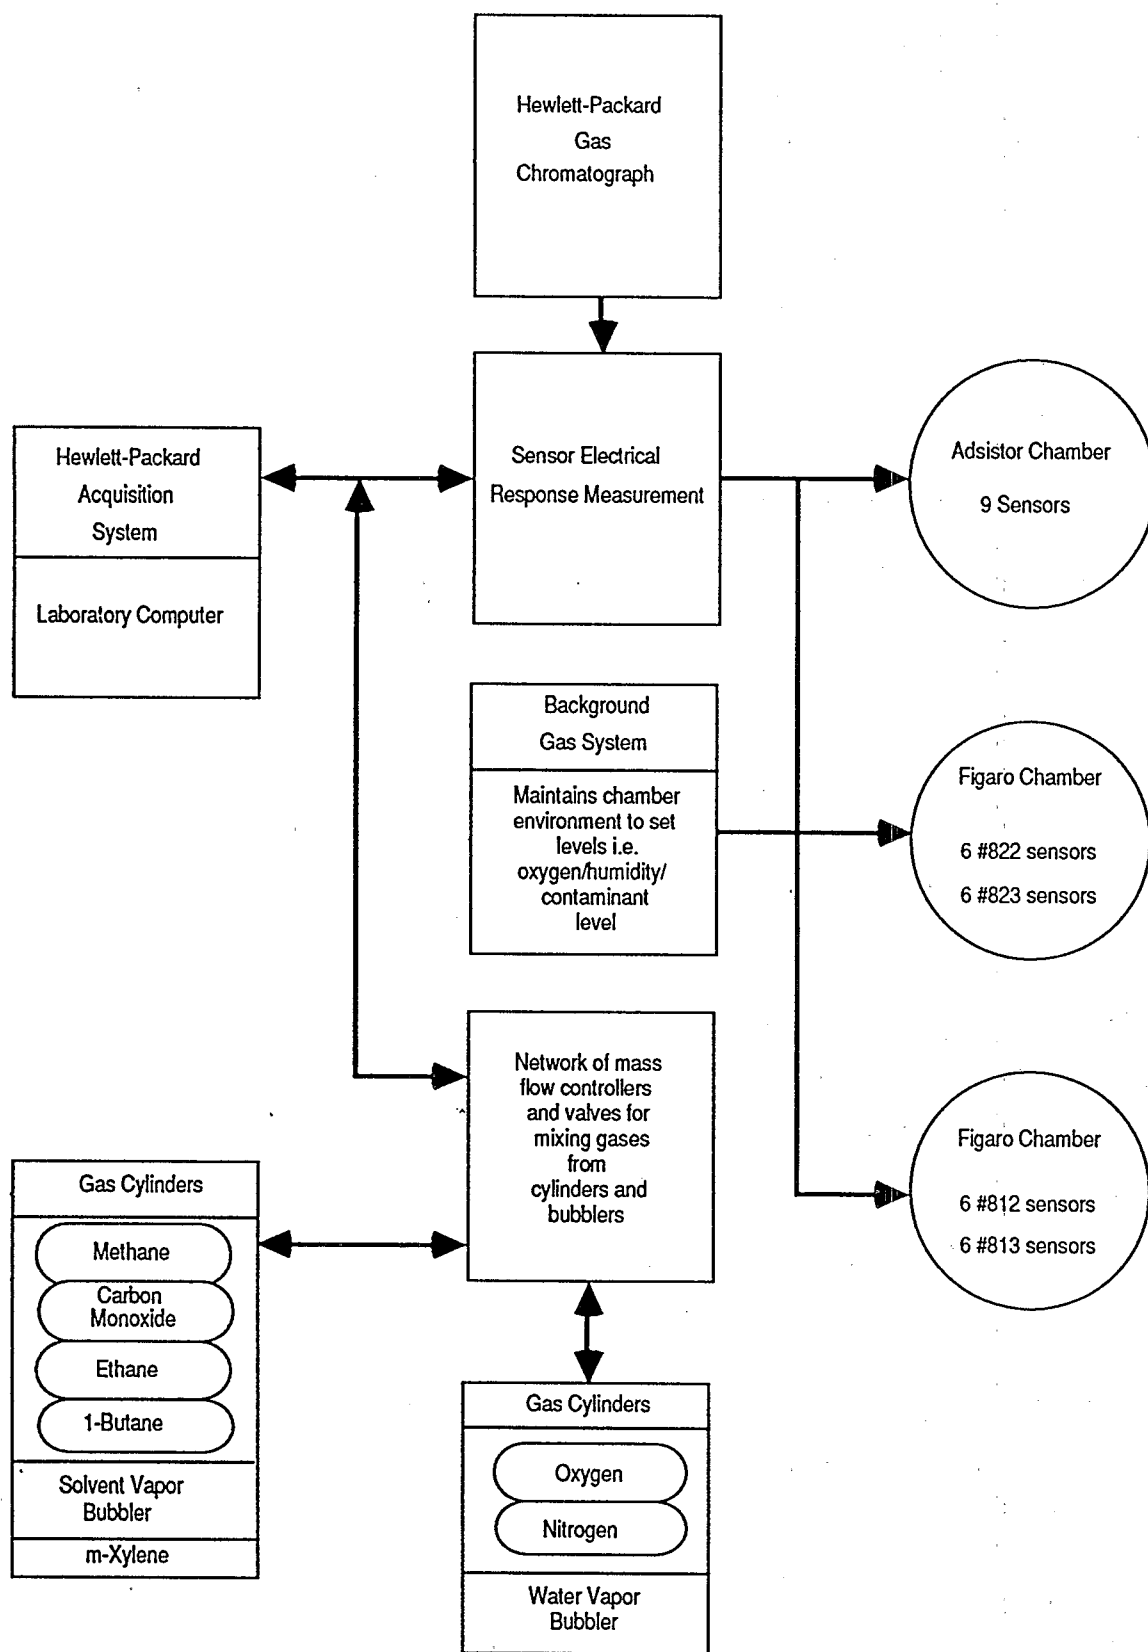 Hewlett-Packard
Gas
Chromatograph
Hewlett-Packard
Acquisition
System
Laboratory Computer
Sensor Electrical
Response Measurement
Adsistor Chamber
9 Sensors
Background
Gas System
Maintains chamber
environment to set
levels i.e.
oxygen/humidity/
contaminant
level
Figaro Chamber
6 #822 sensors
6 #823 sensors
Network of mass
flow controllers
and valves for
mixing gases
from
cylinders and
bubblers
Figaro Chamber
6 #812 sensors
6 #813 sensors
Gas Cylinders
Methane
Carbon
Monoxide
Ethane
1-Butane
Solvent Vapor
Bubbler
m-Xylene
Gas Cylinders
Oxygen
Nitrogen
Water Vapor
Bubbler